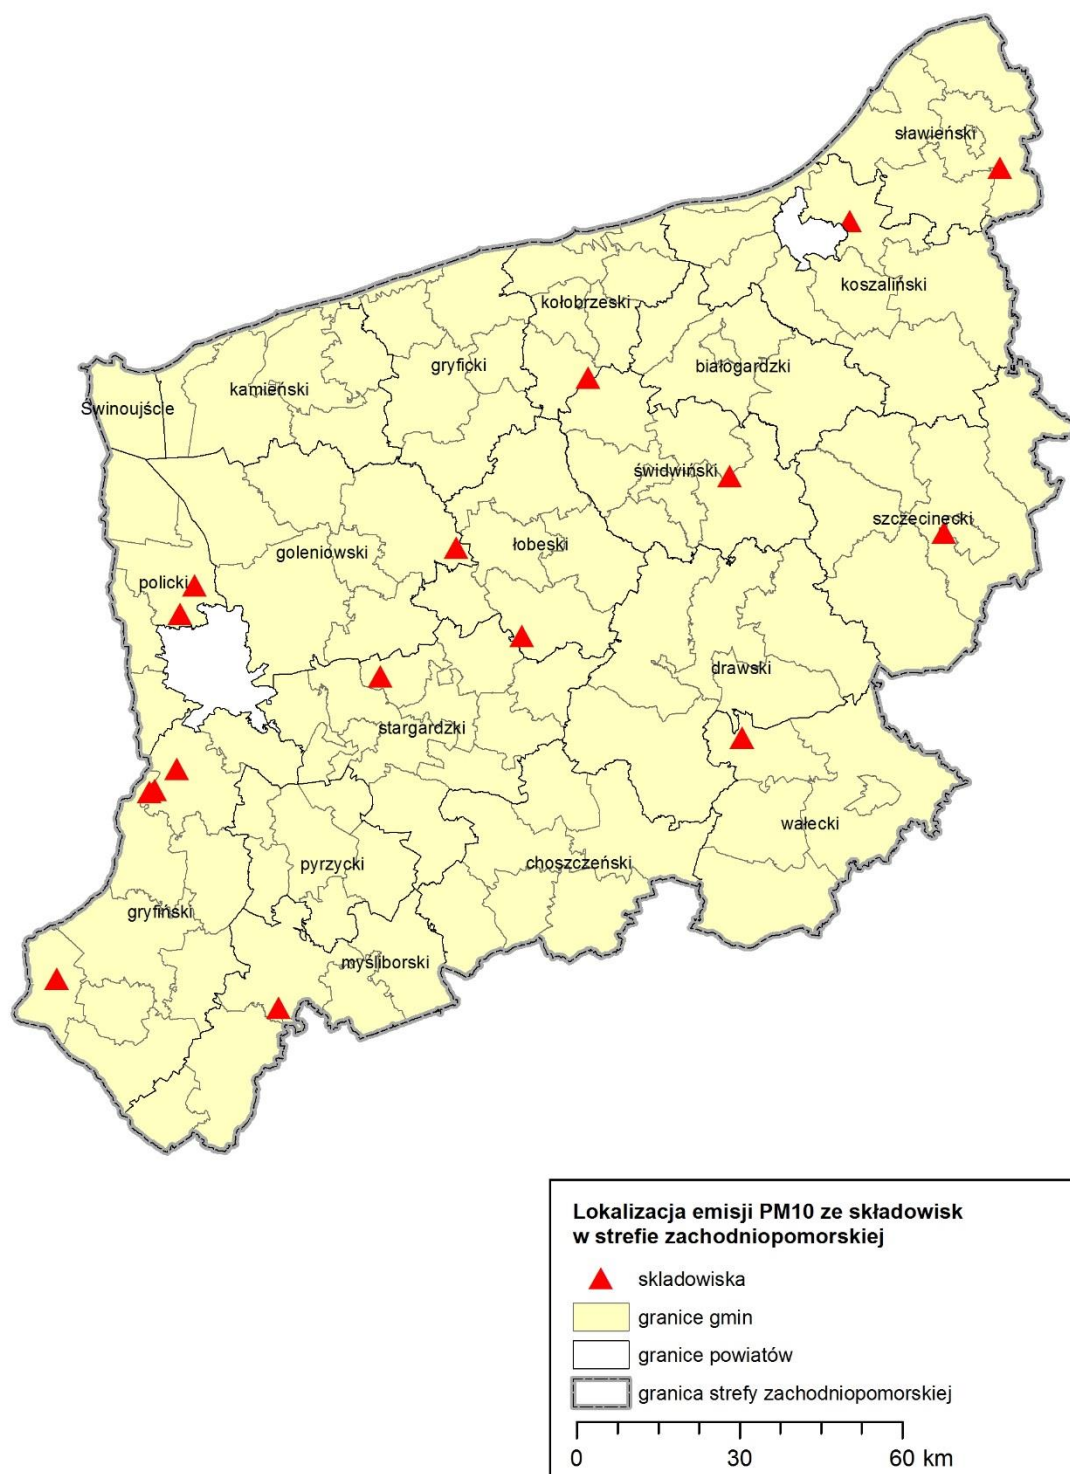 sławieński
koszaliński
kołobrzeski
białogardzki
gryficki
kamieński
Świnoujście
świdwiński
szczecinecki
łobeski
goleniowski
policki
drawski
stargardzki
wałecki
choszczeński
pyrzycki
gryfiński
myśliborski
Lokalizacja emisji PM10 ze składowisk
w strefie zachodniopomorskiej
skladowiska
granice gmin
granice powiatów
granica strefy zachodniopomorskiej
0 30 60 km